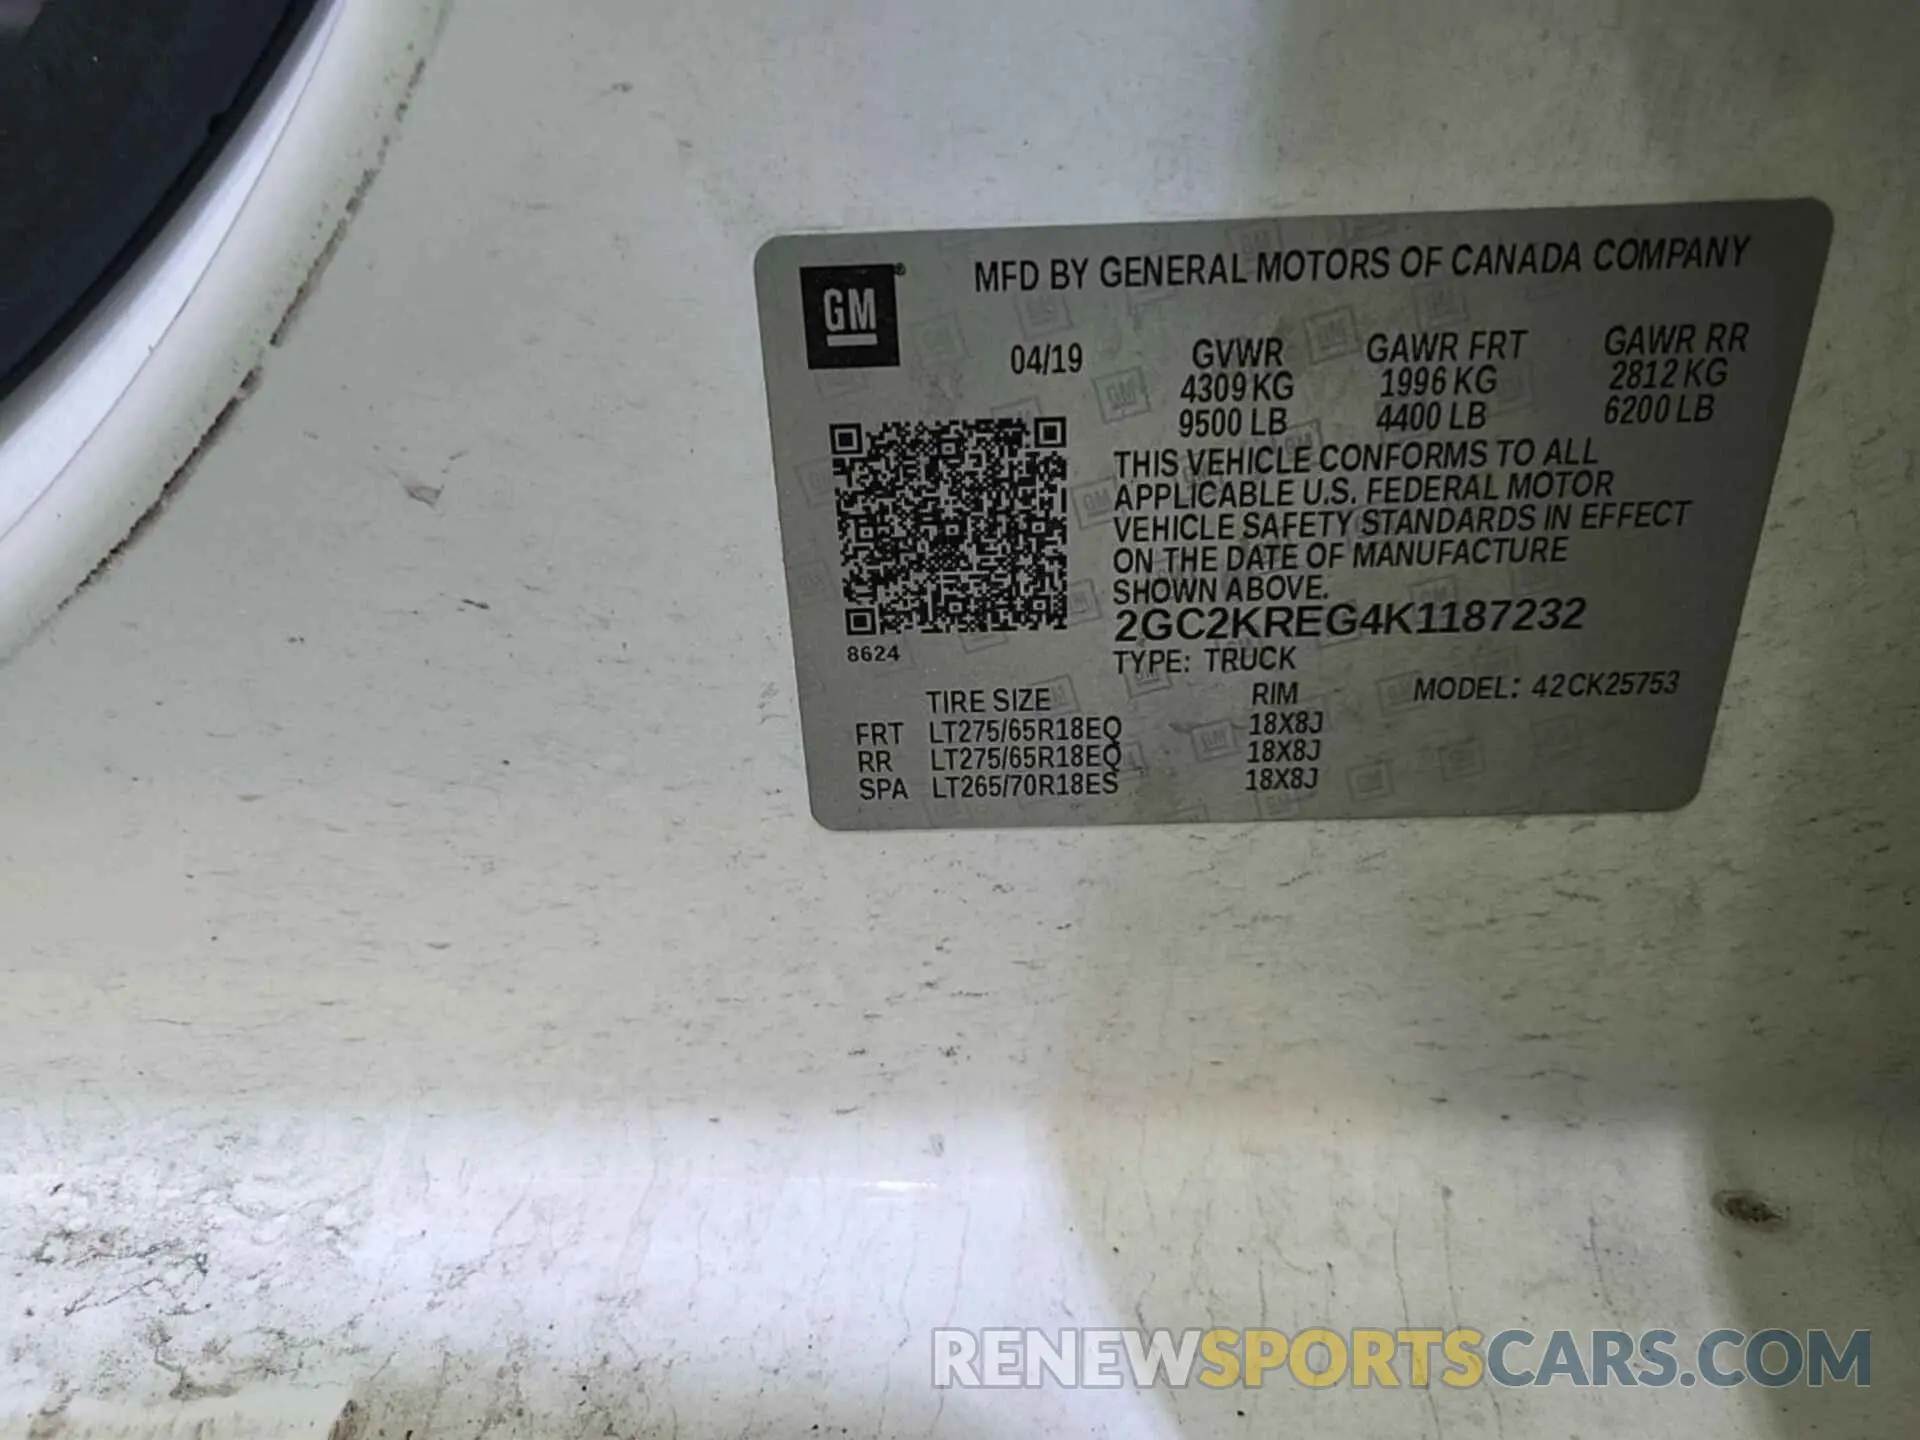 GM®
MFD BY GENERAL MOTORS OF CANADA COMPANY
04/19 GVWR GAWR FRT GAWR RR
4309 KG 1996 KG 2812 KG
9500 LB 4400 LB 6200 LB
THIS VEHICLE CONFORMS TO ALL
APPLICABLE U.S. FEDERAL MOTOR
VEHICLE SAFETY STANDARDS IN EFFECT
ON THE DATE OF MANUFACTURE
SHOWN ABOVE.
2GC2KREG4K1187232
8624
TYPE: TRUCK
MODEL: 42CK25753
TIRE SIZE RIM
FRT LT275/65R18EQ 18X8J
RR LT275/65R18EQ 18X8J
SPA LT265/70R18ES 18X8J
RENEWSPORTSCARS.COM